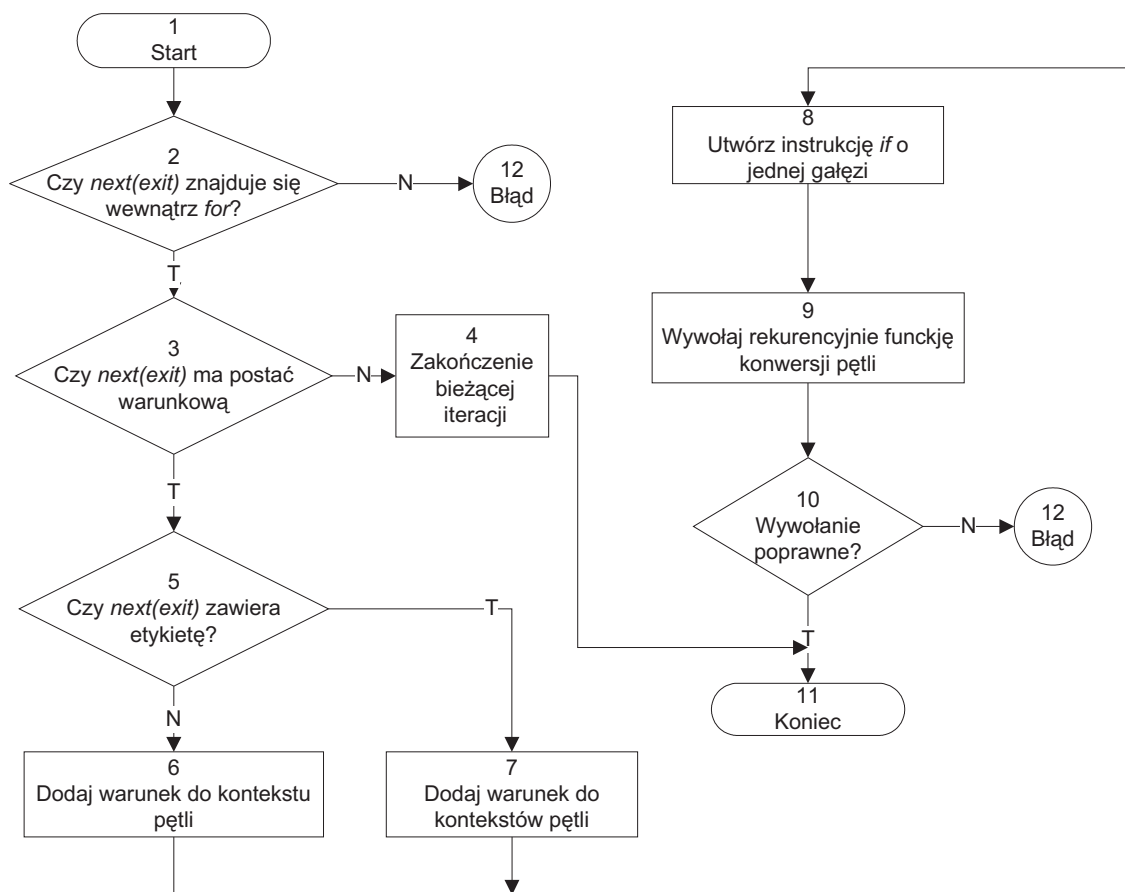 1
Start
2
Czy next(exit) znajduje się
wewnątrz for?
N
12
Błąd
T
3
Czy next(exit) ma postać
warunkową
N
4
Zakończenie
bieżącej
iteracji
T
5
Czy next(exit) zawiera
etykietę?
T
N
6
Dodaj warunek do kontekstu
pętli
7
Dodaj warunek do
kontekstów pętli
8
Utwórz instrukcję if o
jednej gałęzi
9
Wywołaj rekurencyjnie funckję
konwersji pętli
10
Wywołanie
poprawne?
N
12
Błąd
T
11
Koniec